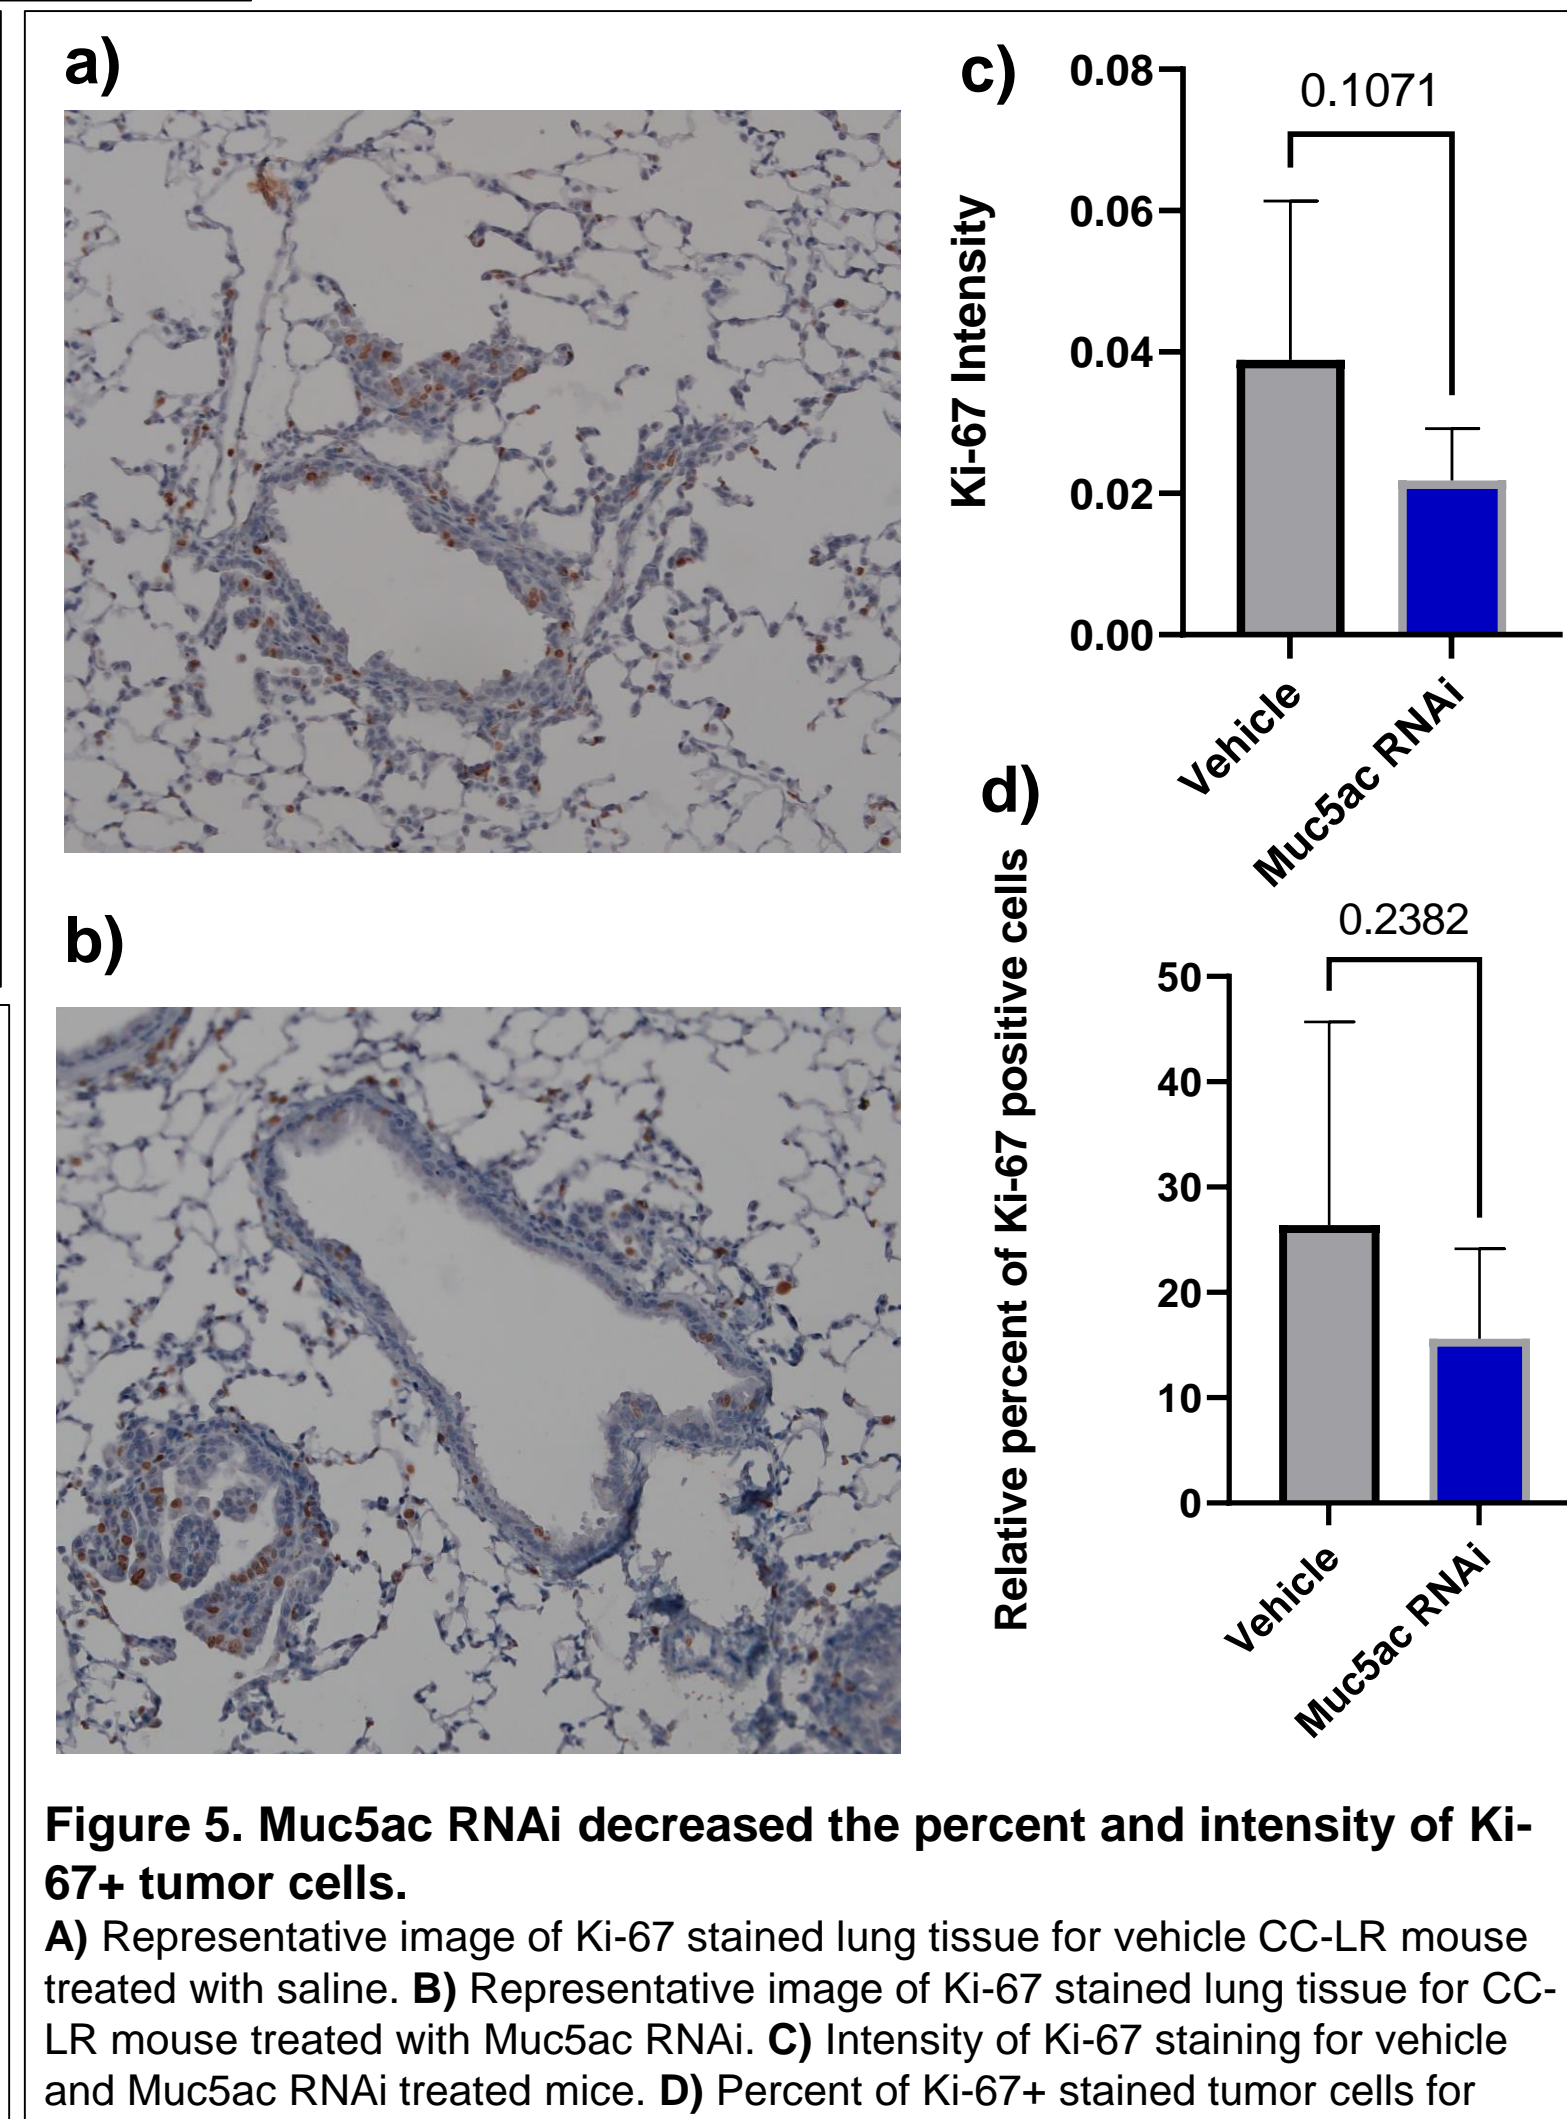 a)
b)
c)
0.08
0.06
0.04
0.02
0.00
Ki-67 Intensity
0.1071
Vehicle
Muc5ac RNAi
d)
50
40
30
20
10
0
Relative percent of Ki-67 positive cells
0.2382
Vehicle
Muc5ac RNAi
Figure 5. Muc5ac RNAi decreased the percent and intensity of Ki-
67+ tumor cells.
A) Representative image of Ki-67 stained lung tissue for vehicle CC-LR mouse
treated with saline. B) Representative image of Ki-67 stained lung tissue for CC-
LR mouse treated with Muc5ac RNAi. C) Intensity of Ki-67 staining for vehicle
and Muc5ac RNAi treated mice. D) Percent of Ki-67+ stained tumor cells for